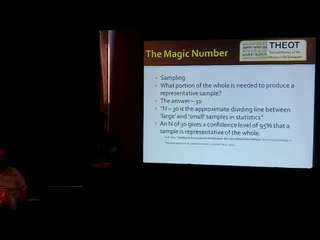 The Magic Number
THEOT
Sampling
What portion of the whole is needed to produce a
representative sample?
The answer – 30
"N – 30 is the approximate dividing line between
'large' and 'small' samples in statistics"
An N of 30 gives a confidence level of 95% that a
sample is representative of the whole.